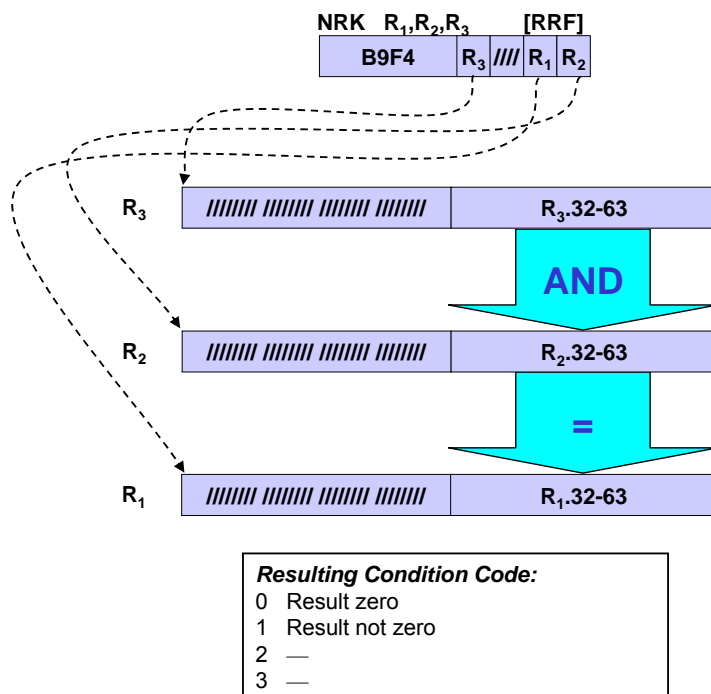 NRK R₁,R₂,R₃ [RRF]
B9F4 R₃ //// R₁ R₂
R₃ //////// //////// //////// //////// R₃.32-63
AND
R₂ //////// //////// //////// //////// R₂.32-63
=
R₁ //////// //////// //////// //////// R₁.32-63
Resulting Condition Code:
0 Result zero
1 Result not zero
2 —
3 —